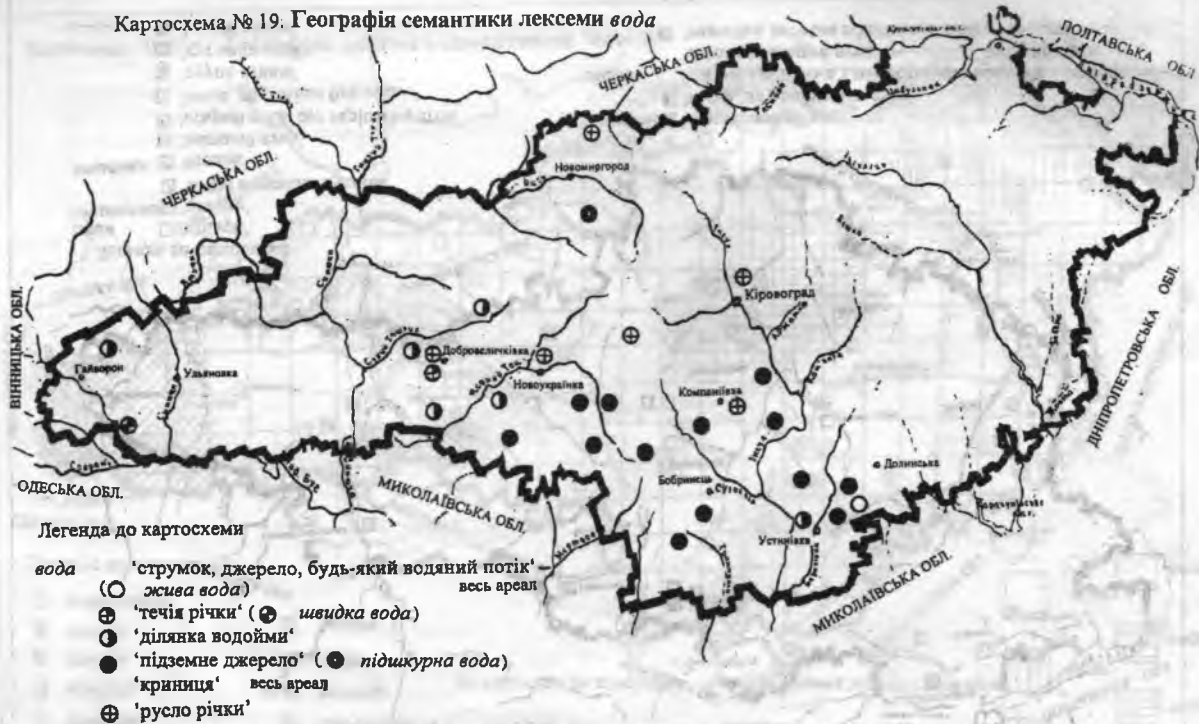 Картосхема № 19. Географія семантики лексеми вода
ПОЛТАВСЬКА ОБЛ.
ЧЕРКАСЬКА ОБЛ.
ЧЕРКАСЬКА ОБЛ.
Новомиргород
Кіровоград
ВІННИЦЬКА ОБЛ.
ДНІПРОПЕТРОВСЬКА ОБЛ.
Добровеличківка
Гайворон
Ульяновка
Новоукраїнка
Компаніївка
Долинська
Бобринець
Устинівка
ОДЕСЬКА ОБЛ.
МИКОЛАЇВСЬКА ОБЛ.
МИКОЛАЇВСЬКА ОБЛ.
Легенда до картосхеми
вода 'струмок, джерело, будь-який водяний потік'
(жива вода) весь ареал
'течія річки' (швидка вода)
'ділянка водойми'
'підземне джерело' (підшкурна вода)
'криниця' весь ареал
'русло річки'